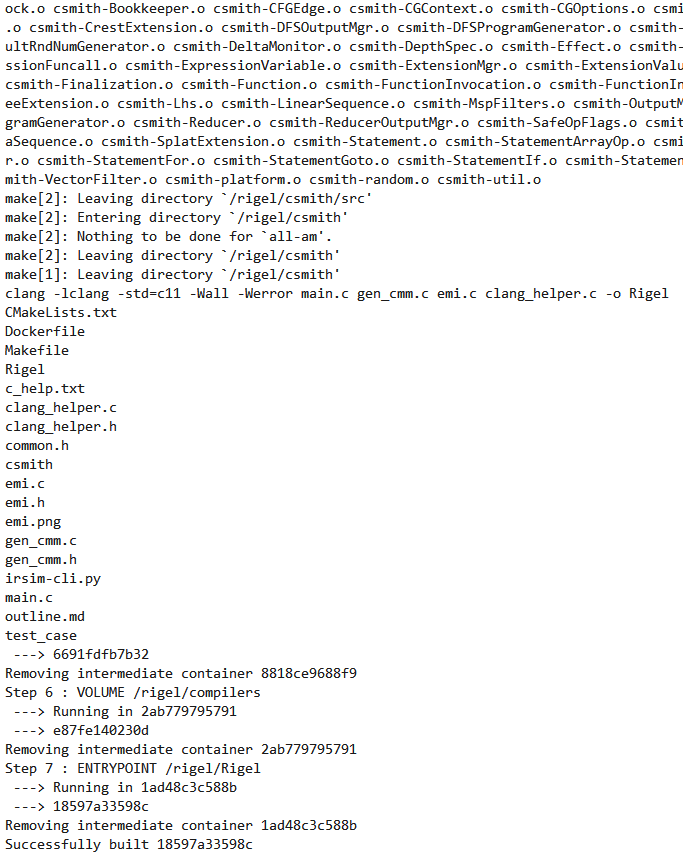 ock.o csmith-Bookkeeper.o csmith-CFGEdge.o csmith-CGContext.o csmith-CGOptions.o csmi
.o csmith-CrestExtension.o csmith-DFSOutputMgr.o csmith-DFSProgramGenerator.o csmith-
ultRndNumGenerator.o csmith-DeltaMonitor.o csmith-DepthSpec.o csmith-Effect.o csmith-
ssionFuncall.o csmith-ExpressionVariable.o csmith-ExtensionMgr.o csmith-ExtensionValu
csmith-Finalization.o csmith-Function.o csmith-FunctionInvocation.o csmith-FunctionIn
eeExtension.o csmith-Lhs.o csmith-LinearSequence.o csmith-MspFilters.o csmith-OutputM
gramGenerator.o csmith-Reducer.o csmith-ReducerOutputMgr.o csmith-SafeOpFlags.o csmit
aSequence.o csmith-SplatExtension.o csmith-Statement.o csmith-StatementArrayOp.o csmi
r.o csmith-StatementFor.o csmith-StatementGoto.o csmith-StatementIf.o csmith-Statemen
mith-VectorFilter.o csmith-platform.o csmith-random.o csmith-util.o
make[2]: Leaving directory `/rigel/csmith/src'
make[2]: Entering directory `/rigel/csmith'
make[2]: Nothing to be done for `all-am'.
make[2]: Leaving directory `/rigel/csmith'
make[1]: Leaving directory `/rigel/csmith'
clang -lclang -std=c11 -Wall -Werror main.c gen_cmm.c emi.c clang_helper.c -o Rigel
CMakeLists.txt
Dockerfile
Makefile
Rigel
c_help.txt
clang_helper.c
clang_helper.h
common.h
csmith
emi.c
emi.h
emi.png
gen_cmm.c
gen_cmm.h
irsim-cli.py
main.c
outline.md
test_case
 ---> 6691fdfb7b32
Removing intermediate container 8818ce9688f9
Step 6 : VOLUME /rigel/compilers
 ---> Running in 2ab779795791
 ---> e87fe140230d
Removing intermediate container 2ab779795791
Step 7 : ENTRYPOINT /rigel/Rigel
 ---> Running in 1ad48c3c588b
 ---> 18597a33598c
Removing intermediate container 1ad48c3c588b
Successfully built 18597a33598c